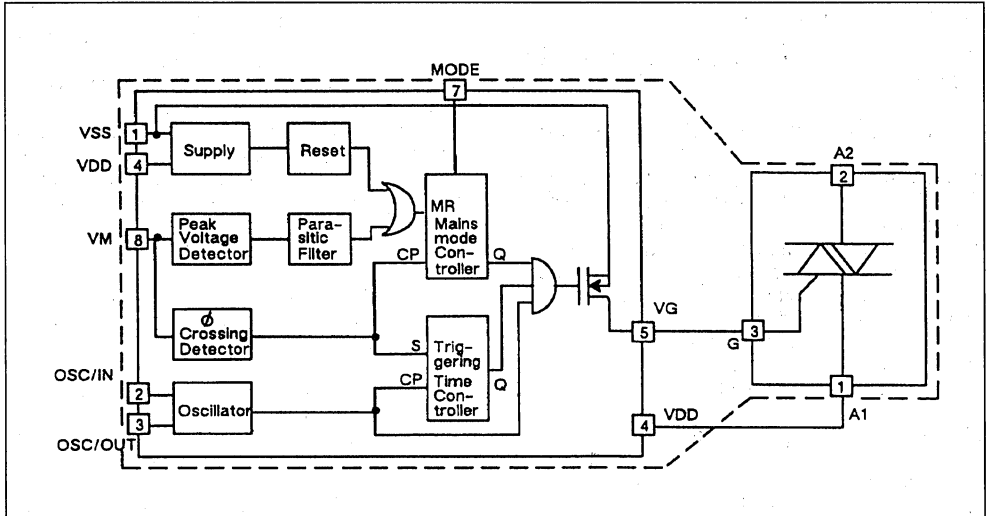 MODE
7
VSS
1
VDD
4
Supply
Reset
A2
2
VM
8
Peak
Voltage
Detector
Para-
sitic
Filter
MR
Mains
mode
Con-
troller
CP
Q
ϕ
Crossing
Detector
S
Trig-
gering
Time
Con-
troller
CP
Q
VG
5
3
G
OSC/IN
2
3
OSC/OUT
Oscillator
4
VDD
1
A1